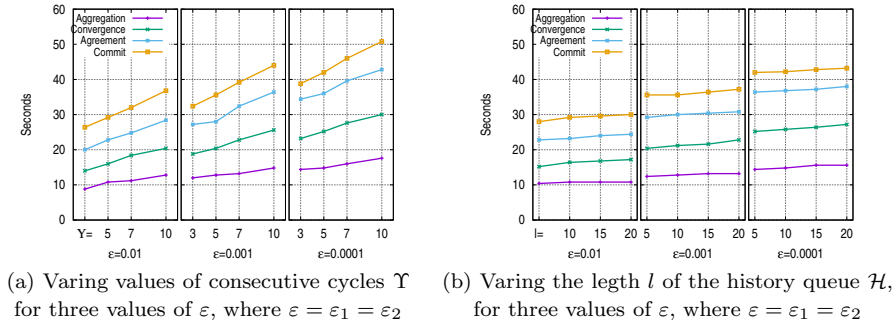 Aggregation
Convergence
Agreement
Commit
60
50
40
30
20
10
0
Seconds
Υ= 5 7 10 3 5 7 10 3 5 7 10
ε=0.01 ε=0.001 ε=0.0001
(a) Varing values of consecutive cycles Υ
for three values of ε, where ε = ε₁ = ε₂
Aggregation
Convergence
Agreement
Commit
60
50
40
30
20
10
0
Seconds
l= 10 15 20 5 10 15 20 5 10 15 20
ε=0.01 ε=0.001 ε=0.0001
(b) Varing the legth l of the history queue ℋ,
for three values of ε, where ε = ε₁ = ε₂